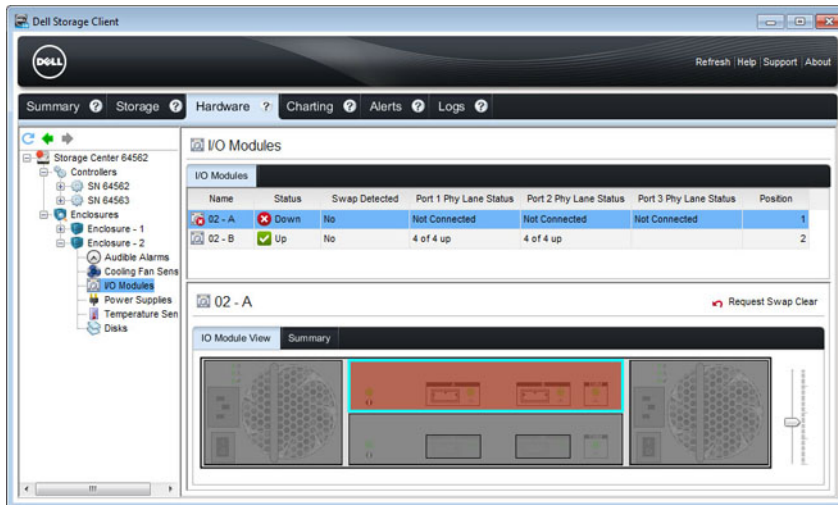 Dell Storage Client
DELL
Refresh | Help | Support | About
Summary ? Storage ? Hardware ? Charting ? Alerts ? Logs ?
Storage Center 64562
Controllers
SN 64562
SN 64563
Enclosures
Enclosure - 1
Enclosure - 2
Audible Alarms
Cooling Fan Sens
I/O Modules
Power Supplies
Temperature Sen
Disks
I/O Modules
I/O Modules
Name Status Swap Detected Port 1 Phy Lane Status Port 2 Phy Lane Status Port 3 Phy Lane Status Position
02 - A Down No Not Connected Not Connected Not Connected 1
02 - B Up No 4 of 4 up 4 of 4 up 2
02 - A
Request Swap Clear
IO Module View Summary